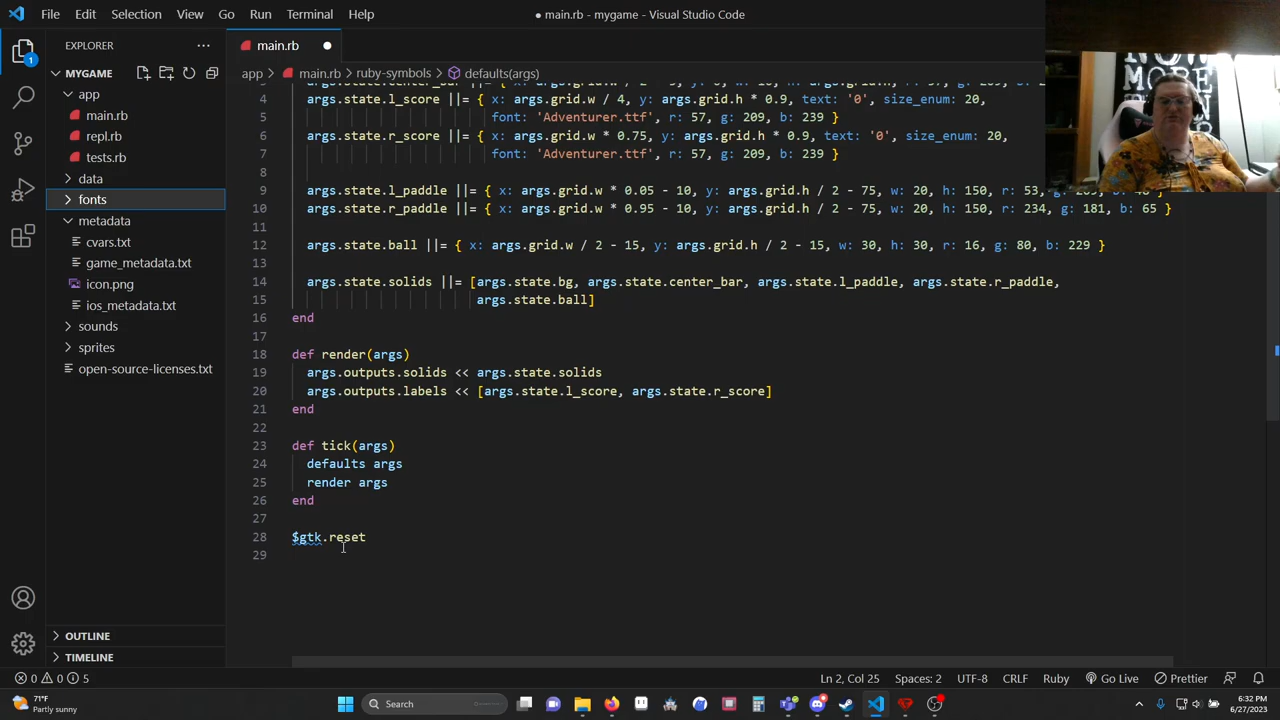 File Edit Selection View Go Run Terminal Help
● main.rb - mygame - Visual Studio Code
EXPLORER
main.rb
MYGAME
app
main.rb
repl.rb
tests.rb
data
fonts
metadata
cvars.txt
game_metadata.txt
icon.png
ios_metadata.txt
sounds
sprites
open-source-licenses.txt
OUTLINE
TIMELINE
app > main.rb > ruby-symbols > defaults(args)
4 args.state.l_score ||= { x: args.grid.w / 4, y: args.grid.h * 0.9, text: '0', size_enum: 20,
5 font: 'Adventurer.ttf', r: 57, g: 209, b: 239 }
6 args.state.r_score ||= { x: args.grid.w * 0.75, y: args.grid.h * 0.9, text: '0', size_enum: 20,
7 font: 'Adventurer.ttf', r: 57, g: 209, b: 239 }
8
9 args.state.l_paddle ||= { x: args.grid.w * 0.05 - 10, y: args.grid.h / 2 - 75, w: 20, h: 150, r: 53,
10 args.state.r_paddle ||= { x: args.grid.w * 0.95 - 10, y: args.grid.h / 2 - 75, w: 20, h: 150, r: 234, g: 181, b: 65 }
11
12 args.state.ball ||= { x: args.grid.w / 2 - 15, y: args.grid.h / 2 - 15, w: 30, h: 30, r: 16, g: 80, b: 229 }
13
14 args.state.solids ||= [args.state.bg, args.state.center_bar, args.state.l_paddle, args.state.r_paddle,
15 args.state.ball]
16 end
17
18 def render(args)
19 args.outputs.solids << args.state.solids
20 args.outputs.labels << [args.state.l_score, args.state.r_score]
21 end
22
23 def tick(args)
24 defaults args
25 render args
26 end
27
28 $gtk.reset
29
NOW
MORE
1
0 0 5
Ln 2, Col 25 Spaces: 2 UTF-8 CRLF Ruby Go Live Prettier
71°F
Partly sunny
Search
6:32 PM
6/27/2023